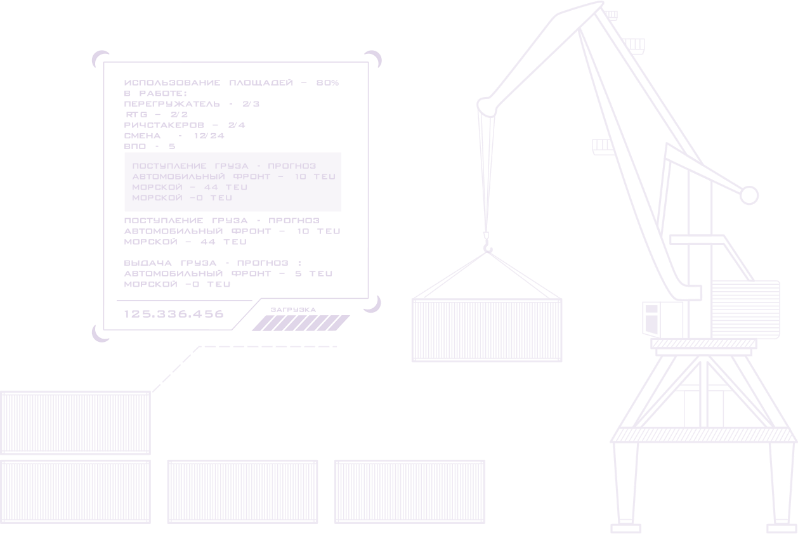 ИСПОЛЬЗОВАНИЕ ПЛОЩАДЕЙ - 80%
В РАБОТЕ:
ПЕРЕГРУЖАТЕЛЬ - 2/3
RTG - 2/2
РИЧСТАКЕРОВ - 2/4
СМЕНА - 12/24
ВПО - 5
ПОСТУПЛЕНИЕ ГРУЗА - ПРОГНОЗ
АВТОМОБИЛЬНЫЙ ФРОНТ - 10 TEU
МОРСКОЙ - 44 TEU
МОРСКОЙ -0 TEU
ПОСТУПЛЕНИЕ ГРУЗА - ПРОГНОЗ
АВТОМОБИЛЬНЫЙ ФРОНТ - 10 TEU
МОРСКОЙ - 44 TEU
ВЫДАЧА ГРУЗА - ПРОГНОЗ :
АВТОМОБИЛЬНЫЙ ФРОНТ - 5 TEU
МОРСКОЙ -0 TEU
125.336.456
ЗАГРУЗКА